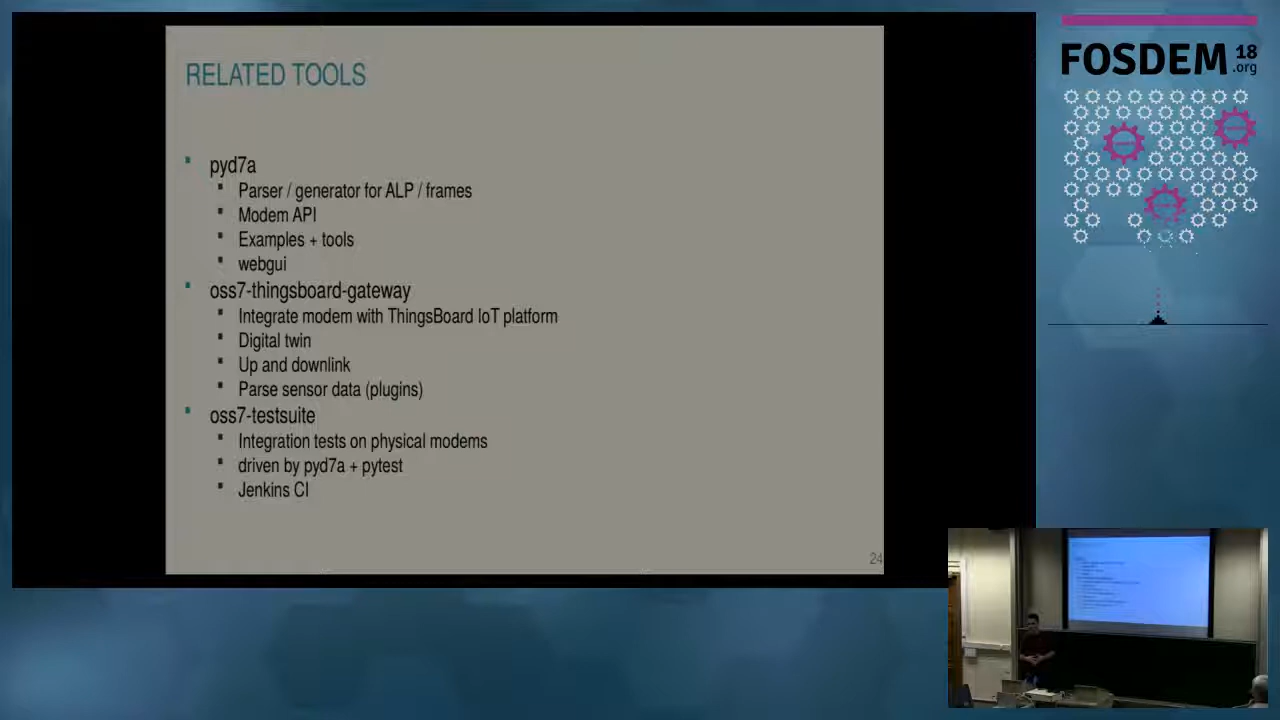 RELATED TOOLS
pyd7a
Parser / generator for ALP / frames
Modem API
Examples + tools
webgui
oss7-thingsboard-gateway
Integrate modem with ThingsBoard IoT platform
Digital twin
Up and downlink
Parse sensor data (plugins)
oss7-testsuite
Integration tests on physical modems
driven by pyd7a + pytest
Jenkins CI
24
FOSDEM 18
.org